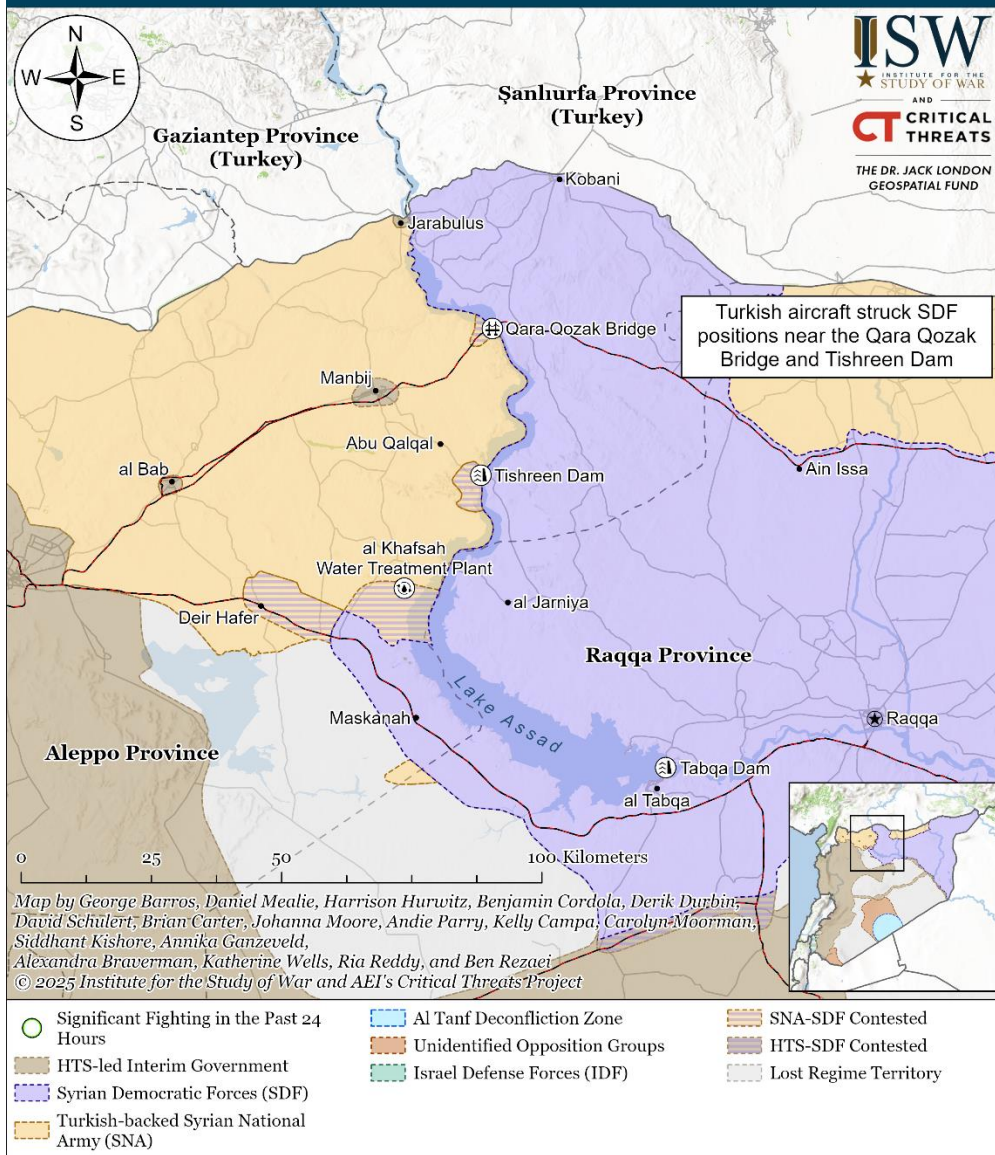 N
W
E
S
ISW
INSTITUTE FOR THE
STUDY OF WAR
AND
CT CRITICAL
THREATS
THE DR. JACK LONDON
GEOSPATIAL FUND
Gaziantep Province
(Turkey)
Şanlıurfa Province
(Turkey)
Kobani
Jarabulus
Qara-Qozak Bridge
Turkish aircraft struck SDF
positions near the Qara Qozak
Bridge and Tishreen Dam
Manbij
Abu Qalqal
al Bab
Tishreen Dam
Ain Issa
al Khafsah
Water Treatment Plant
Deir Hafer
al Jarniya
Raqqa Province
Lake Assad
Maskanah
Raqqa
Aleppo Province
Tabqa Dam
al Tabqa
0 25 50 100 Kilometers
Map by George Barros, Daniel Mealie, Harrison Hurwitz, Benjamin Cordola, Derik Durbin,
David Schulert, Brian Carter, Johanna Moore, Andie Parry, Kelly Campa, Carolyn Moorman,
Siddhant Kishore, Annika Ganzeveld,
Alexandra Braverman, Katherine Wells, Ria Reddy, and Ben Rezaei
© 2025 Institute for the Study of War and AEI's Critical Threats Project
Significant Fighting in the Past 24
Hours
HTS-led Interim Government
Syrian Democratic Forces (SDF)
Turkish-backed Syrian National
Army (SNA)
Al Tanf Deconfliction Zone
Unidentified Opposition Groups
Israel Defense Forces (IDF)
SNA-SDF Contested
HTS-SDF Contested
Lost Regime Territory